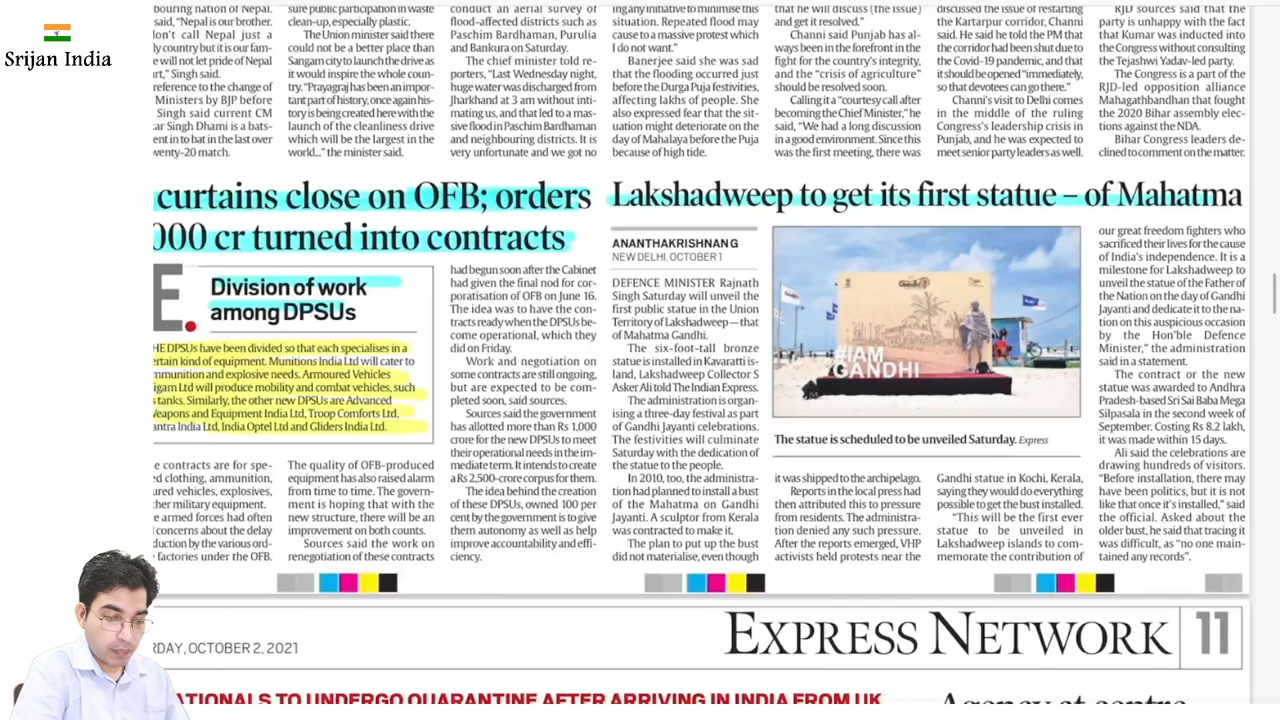 Srijan India
bouring nation of Nepal.
said, "Nepal is our brother.
on't call Nepal just a
ly country but it is our fam-
e will not let pride of Nepal
rt," Singh said.
reference to the change of
Ministers by BJP before
Singh said current CM
ar Singh Dhami is a bats-
ent in to bat in the last over
wenty-20 match.
sure public participation in waste
clean-up, especially plastic.
The Union minister said there
could not be a better place than
Sangam city to launch the drive as
it would inspire the whole coun-
try. "Prayagraj has been an impor-
tant part of history, once again his-
tory is being created here with the
launch of the cleanliness drive
which will be the largest in the
world..." the minister said.
conduct an aerial survey of
flood-affected districts such as
Paschim Bardhaman, Purulia
and Bankura on Saturday.
The chief minister told re-
porters, "Last Wednesday night,
huge water was discharged from
Jharkhand at 3 am without inti-
mating us, and that led to a mas-
sive flood in Paschim Bardhaman
and neighbouring districts. It is
very unfortunate and we got no
ing any initiative to minimise this
situation. Repeated flood may
cause to a massive protest which
I do not want."
Banerjee said she was sad
that the flooding occurred just
before the Durga Puja festivities,
affecting lakhs of people. She
also expressed fear that the sit-
uation might deteriorate on the
day of Mahalaya before the Puja
because of high tide.
that he will discuss (the issue)
and get it resolved."
Channi said Punjab has al-
ways been in the forefront in the
fight for the country's integrity,
and the "crisis of agriculture"
should be resolved soon.
Calling it a "courtesy call after
becoming the Chief Minister," he
said, "We had a long discussion
in a good environment. Since this
was the first meeting, there was
discussed the issue of restarting
the Kartarpur corridor, Channi
said. He said he told the PM that
the corridor had been shut due to
the Covid-19 pandemic, and that
it should be opened "immediately,
so that devotees can go there."
Channi's visit to Delhi comes
in the middle of the ruling
Congress's leadership crisis in
Punjab, and he was expected to
meet senior party leaders as well.
RJD sources said that the
party is unhappy with the fact
that Kumar was inducted into
the Congress without consulting
the Tejashwi Yadav-led party.
The Congress is a part of the
RJD-led opposition alliance
Mahagathbandhan that fought
the 2020 Bihar assembly elec-
tions against the NDA.
Bihar Congress leaders de-
clined to comment on the matter.
curtains close on OFB; orders
000 cr turned into contracts
E.
Division of work
among DPSUs
HE DPSUs have been divided so that each specialises in a
ertain kind of equipment. Munitions India Ltd will cater to
mmunition and explosive needs. Armoured Vehicles
igam Ltd will produce mobility and combat vehicles, such
s tanks. Similarly, the other new DPSUs are Advanced
Weapons and Equipment India Ltd, Troop Comforts Ltd,
antra India Ltd, India Optel Ltd and Gliders India Ltd.
e contracts are for spe-
ed clothing, ammunition,
ured vehicles, explosives,
her military equipment.
e armed forces had often
concerns about the delay
duction by the various ord-
factories under the OFB.
The quality of OFB-produced
equipment has also raised alarm
from time to time. The govern-
ment is hoping that with the
new structure, there will be an
improvement on both counts.
Sources said the work on
renegotiation of these contracts
had begun soon after the Cabinet
had given the final nod for cor-
poratisation of OFB on June 16.
The idea was to have the con-
tracts ready when the DPSUs be-
come operational, which they
did on Friday.
Work and negotiation on
some contracts are still ongoing,
but are expected to be com-
pleted soon, said sources.
Sources said the government
has allotted more than Rs 1,000
crore for the new DPSUs to meet
their operational needs in the im-
mediate term. It intends to create
a Rs 2,500-crore corpus for them.
The idea behind the creation
of these DPSUs, owned 100 per
cent by the government is to give
them autonomy as well as help
improve accountability and effi-
ciency.
Lakshadweep to get its first statue – of Mahatma
ANANTHAKRISHNAN G
NEW DELHI, OCTOBER 1
DEFENCE MINISTER Rajnath
Singh Saturday will unveil the
first public statue in the Union
Territory of Lakshadweep — that
of Mahatma Gandhi.
The six-foot-tall bronze
statue is installed in Kavaratti is-
land, Lakshadweep Collector S
Asker Ali told The Indian Express.
The administration is organ-
ising a three-day festival as part
of Gandhi Jayanti celebrations.
The festivities will culminate
Saturday with the dedication of
the statue to the people.
In 2010, too, the administra-
tion had planned to install a bust
of the Mahatma on Gandhi
Jayanti. A sculptor from Kerala
was contracted to make it.
The plan to put up the bust
did not materialise, even though
#IAM
GANDHI
The statue is scheduled to be unveiled Saturday. Express
it was shipped to the archipelago.
Reports in the local press had
then attributed this to pressure
from residents. The administra-
tion denied any such pressure.
After the reports emerged, VHP
activists held protests near the
Gandhi statue in Kochi, Kerala,
saying they would do everything
possible to get the bust installed.
"This will be the first ever
statue to be unveiled in
Lakshadweep islands to com-
memorate the contribution of
our great freedom fighters who
sacrificed their lives for the cause
of India's independence. It is a
milestone for Lakshadweep to
unveil the statue of the Father of
the Nation on the day of Gandhi
Jayanti and dedicate it to the na-
tion on this auspicious occasion
by the Hon'ble Defence
Minister," the administration
said in a statement.
The contract or the new
statue was awarded to Andhra
Pradesh-based Sri Sai Baba Mega
Silpasala in the second week of
September. Costing Rs 8.2 lakh,
it was made within 15 days.
Ali said the celebrations are
drawing hundreds of visitors.
"Before installation, there may
have been politics, but it is not
like that once it's installed," said
the official. Asked about the
older bust, he said that tracing it
was difficult, as "no one main-
tained any records".
RDAY, OCTOBER 2, 2021
EXPRESS NETWORK 11
ATIONALS TO UNDERGO QUARANTINE AFTER ARRIVING IN INDIA FROM UK
Agency at centre